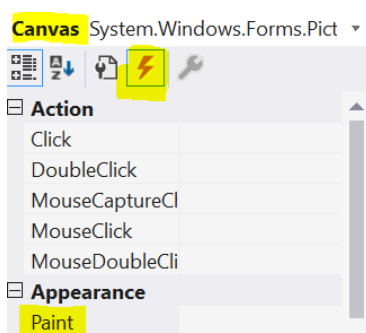 Canvas System.Windows.Forms.Pict
Action
Click
DoubleClick
MouseCaptureCl
MouseClick
MouseDoubleCli
Appearance
Paint